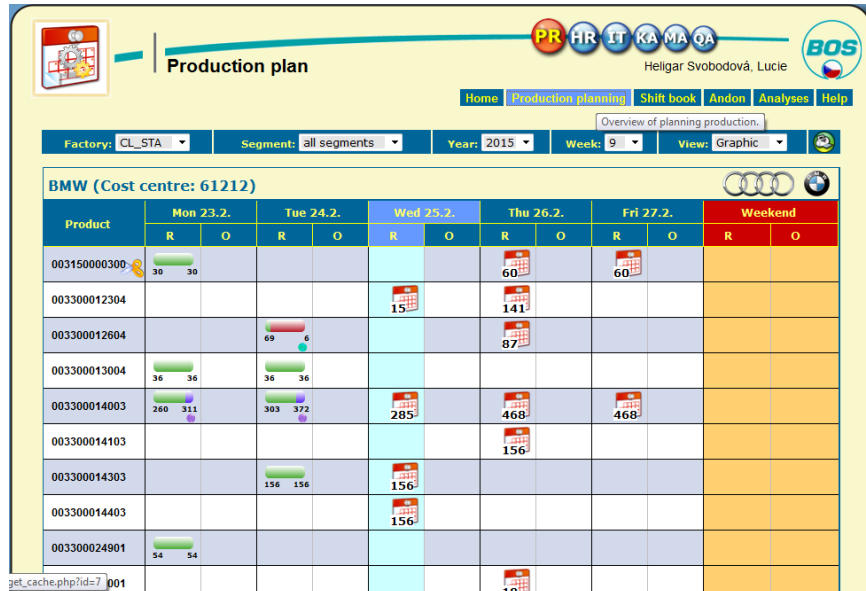 PR HR IT KA MA QA
BOS
Production plan
Heligar Svobodová, Lucie
Home Production planning Shift book Andon Analyses Help
Overview of planning production.
Factory: CL_STA Segment: all segments Year: 2015 Week: 9 View: Graphic
BMW (Cost centre: 61212)
Product Mon 23.2. Tue 24.2. Wed 25.2. Thu 26.2. Fri 27.2. Weekend
R O R O R O R O R O R O
003150000300 30 30 60 60
003300012304 15 141
003300012604 69 6 87
003300013004 36 36 36 36
003300014003 260 311 303 372 285 468 468
003300014103 156
003300014303 156 156 156
003300014403 156
003300024901 54 54
get_cache.php?id=7 001